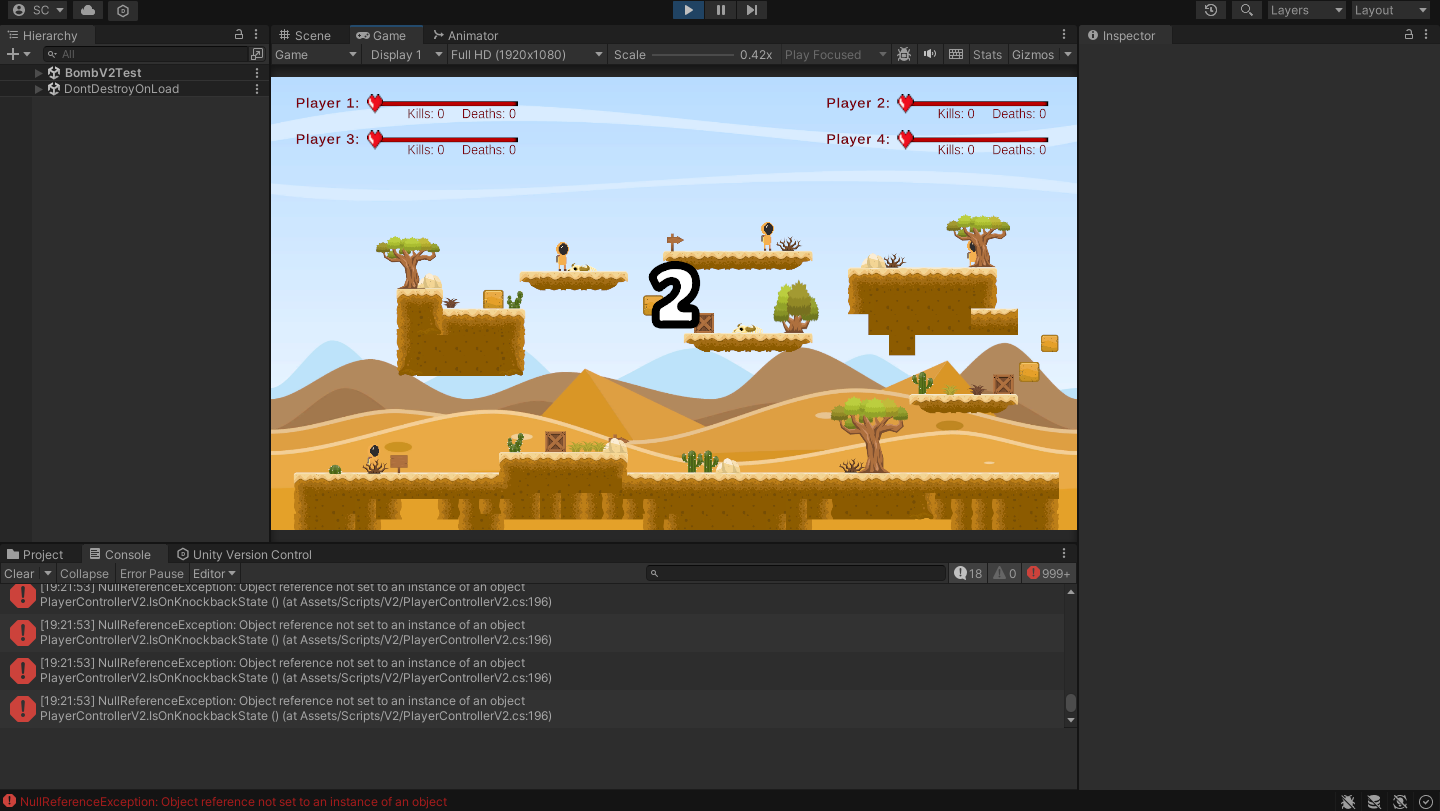 SC
Layers
Layout
Hierarchy
All
BombV2Test
DontDestroyOnLoad
Scene
Game
Animator
Game
Display 1
Full HD (1920x1080)
Scale
0.42x
Play Focused
Stats
Gizmos
Inspector
Player 1:
Kills: 0 Deaths: 0
Player 2:
Kills: 0 Deaths: 0
Player 3:
Kills: 0 Deaths: 0
Player 4:
Kills: 0 Deaths: 0
2
Project
Console
Unity Version Control
Clear
Collapse
Error Pause
Editor
18
0
999+
[19:21:53] NullReferenceException: Object reference not set to an instance of an object
PlayerControllerV2.IsOnKnockbackState () (at Assets/Scripts/V2/PlayerControllerV2.cs:196)
[19:21:53] NullReferenceException: Object reference not set to an instance of an object
PlayerControllerV2.IsOnKnockbackState () (at Assets/Scripts/V2/PlayerControllerV2.cs:196)
[19:21:53] NullReferenceException: Object reference not set to an instance of an object
PlayerControllerV2.IsOnKnockbackState () (at Assets/Scripts/V2/PlayerControllerV2.cs:196)
[19:21:53] NullReferenceException: Object reference not set to an instance of an object
PlayerControllerV2.IsOnKnockbackState () (at Assets/Scripts/V2/PlayerControllerV2.cs:196)
NullReferenceException: Object reference not set to an instance of an object